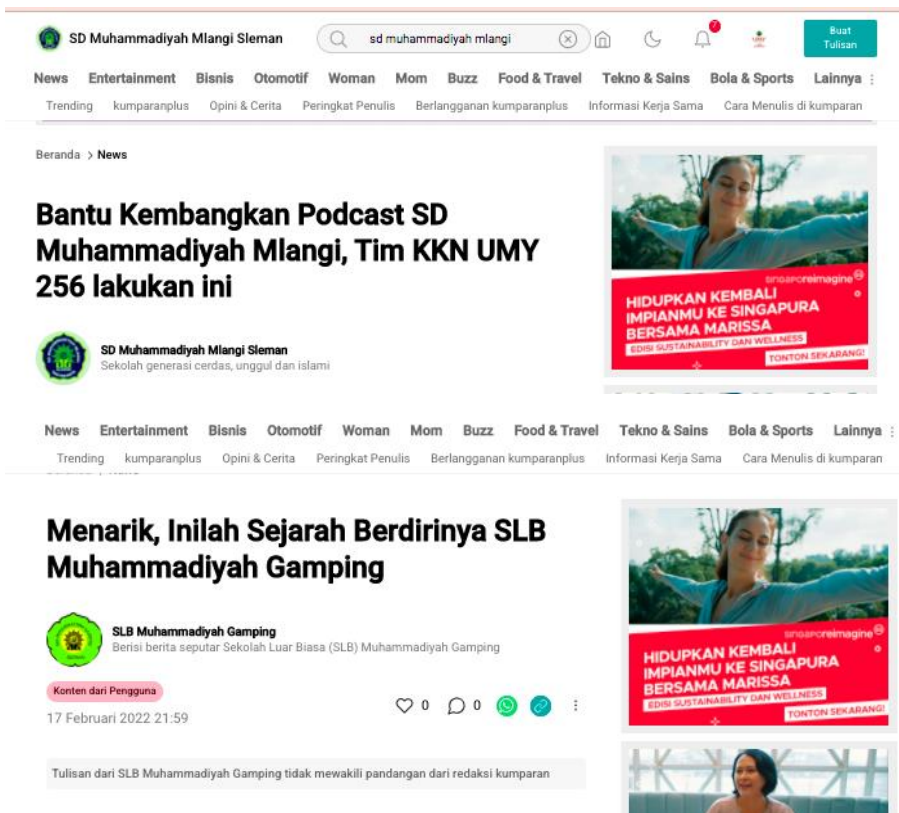 SD Muhammadiyah Mlangi Sleman
sd muhammadiyah mlangi
7
Buat
Tulisan
News Entertainment Bisnis Otomotif Woman Mom Buzz Food & Travel Tekno & Sains Bola & Sports Lainnya
Trending kumparanplus Opini & Cerita Peringkat Penulis Berlangganan kumparanplus Informasi Kerja Sama Cara Menulis di kumparan
Beranda > News
Bantu Kembangkan Podcast SD
Muhammadiyah Mlangi, Tim KKN UMY
256 lakukan ini
SD Muhammadiyah Mlangi Sleman
Sekolah generasi cerdas, unggul dan islami
singaporeimagine
HIDUPKAN KEMBALI
IMPIANMU KE SINGAPURA
BERSAMA MARISSA
EDISI SUSTAINABILITY DAN WELLNESS
TONTON SEKARANG!
News Entertainment Bisnis Otomotif Woman Mom Buzz Food & Travel Tekno & Sains Bola & Sports Lainnya
Trending kumparanplus Opini & Cerita Peringkat Penulis Berlangganan kumparanplus Informasi Kerja Sama Cara Menulis di kumparan
Menarik, Inilah Sejarah Berdirinya SLB
Muhammadiyah Gamping
SLB Muhammadiyah Gamping
Berisi berita seputar Sekolah Luar Biasa (SLB) Muhammadiyah Gamping
Konten dari Pengguna
17 Februari 2022 21:59
0 0
Tulisan dari SLB Muhammadiyah Gamping tidak mewakili pandangan dari redaksi kumparan
singaporeimagine
HIDUPKAN KEMBALI
IMPIANMU KE SINGAPURA
BERSAMA MARISSA
EDISI SUSTAINABILITY DAN WELLNESS
TONTON SEKARANG!